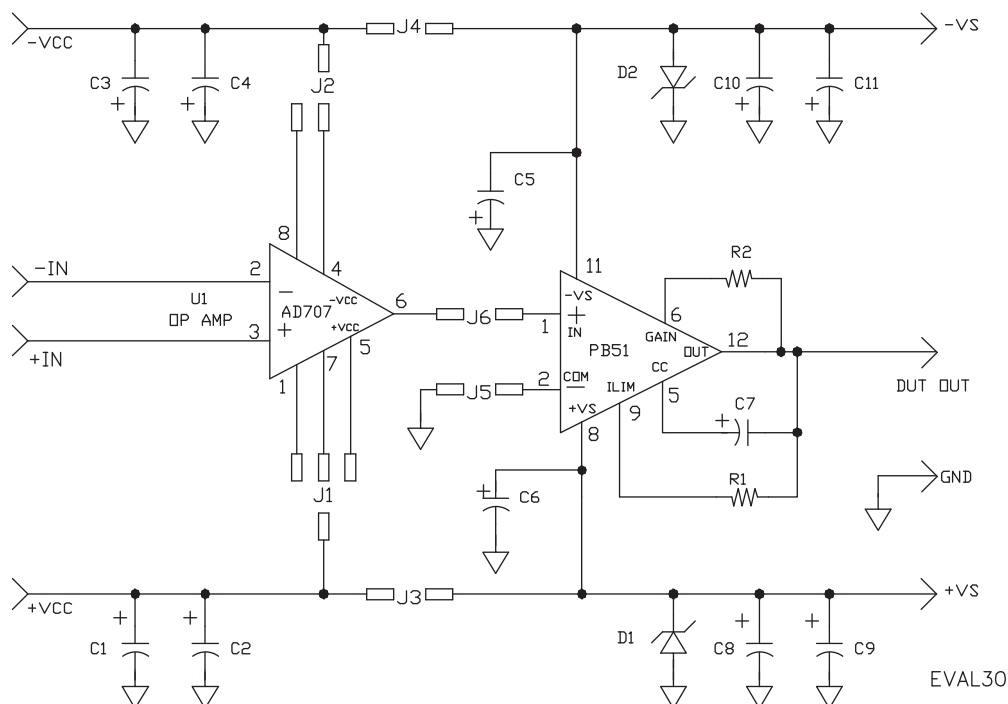 -VCC
J4
-VS
C3
+
C4
+
J2
D2
C10
+
C11
+
C5
+
8
4
-IN
2
U1
OP AMP
-
-VCC
AD707
+VCC
+
3
+IN
6
J6
1
11
-VS
+
IN
PB51
GAIN
6
R2
OUT
12
DUT OUT
5
7
1
J5
2
COM
-
+VS
ILIM
CC
5
9
8
+
C7
R1
GND
J1
+
C6
+VCC
J3
+VS
+
C1
+
C2
D1
+
C8
+
C9
EVAL30